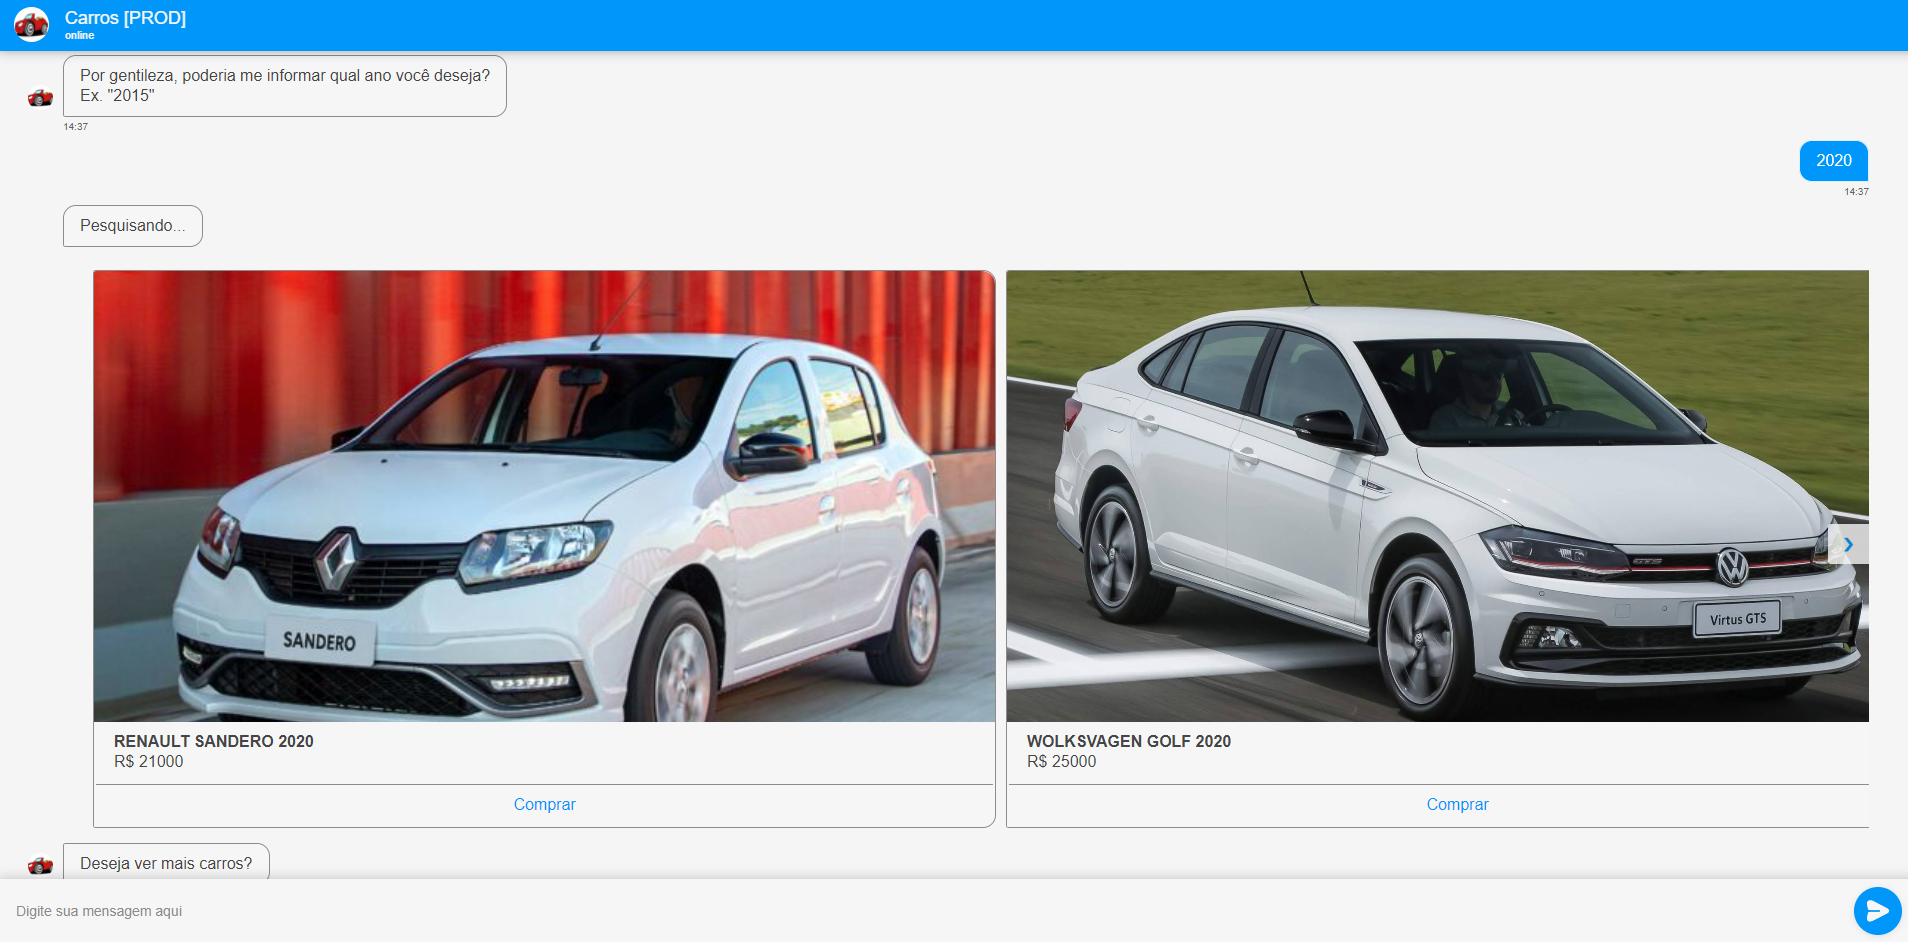 Carros [PROD]
online
Por gentileza, poderia me informar qual ano você deseja?
Ex. "2015"
14:37
2020
14:37
Pesquisando...
SANDERO
GTS
Virtus GTS
RENAULT SANDERO 2020
R$ 21000
Comprar
WOLKSVAGEN GOLF 2020
R$ 25000
Comprar
Deseja ver mais carros?
Digite sua mensagem aqui